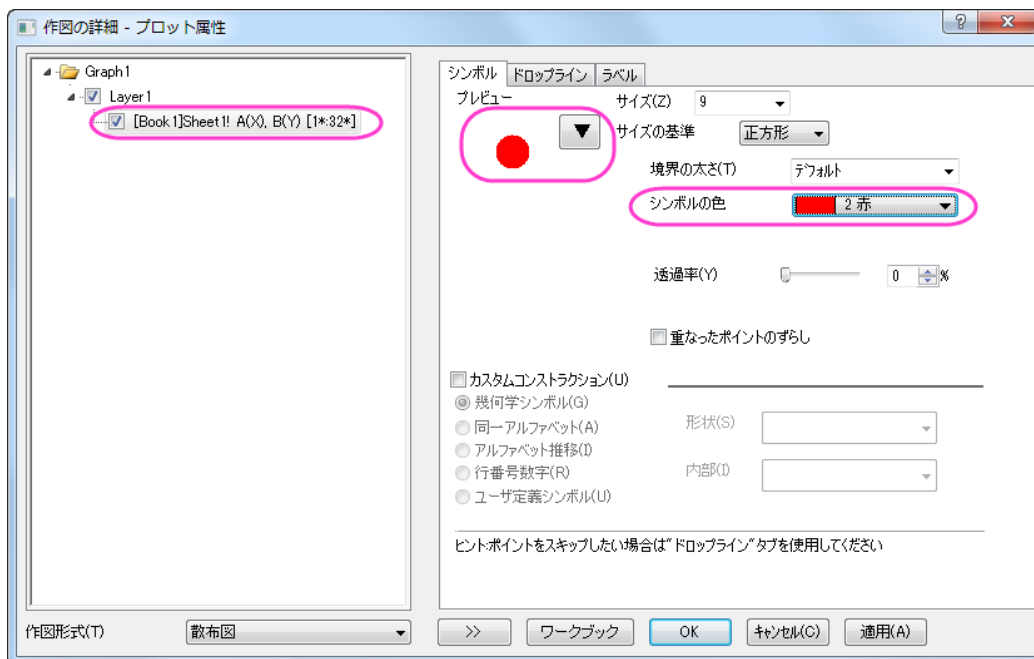 作図の詳細 - プロット属性
Graph1
Layer1
[Book1]Sheet1! A(X), B(Y) [1*:32*]
シンボル ドロップライン ラベル
プレビュー サイズ(Z) 9
サイズの基準 正方形
境界の太さ(T) デフォルト
シンボルの色 2 赤
透過率(Y) 0 %
重なったポイントのずらし
カスタムコンストラクション(U)
幾何学シンボル(G)
同一アルファベット(A) 形状(S)
アルファベット推移(I)
行番号数字(R) 内部(I)
ユーザ定義シンボル(U)
ヒント:ポイントをスキップしたい場合は"ドロップライン"タブを使用してください
作図形式(T) 散布図 >> ワークブック OK キャンセル(C) 適用(A)